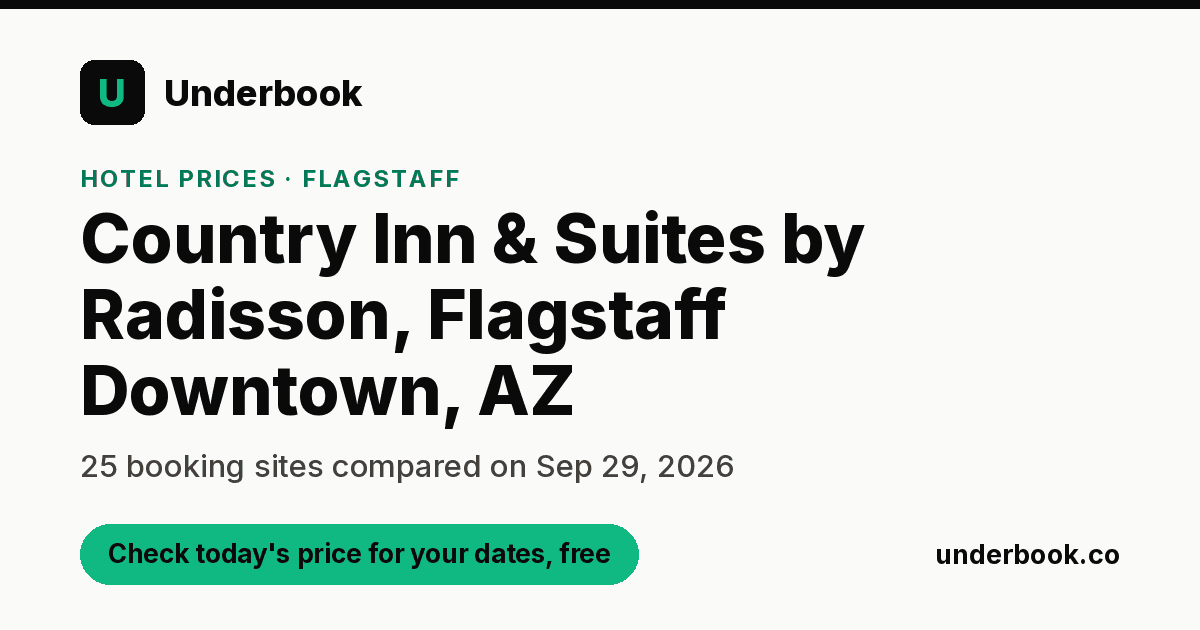 U
Underbook
HOTEL PRICES · FLAGSTAFF
Country Inn & Suites by
Radisson, Flagstaff
Downtown, AZ
25 booking sites compared on Sep 29, 2026
Check today's price for your dates, free
underbook.co